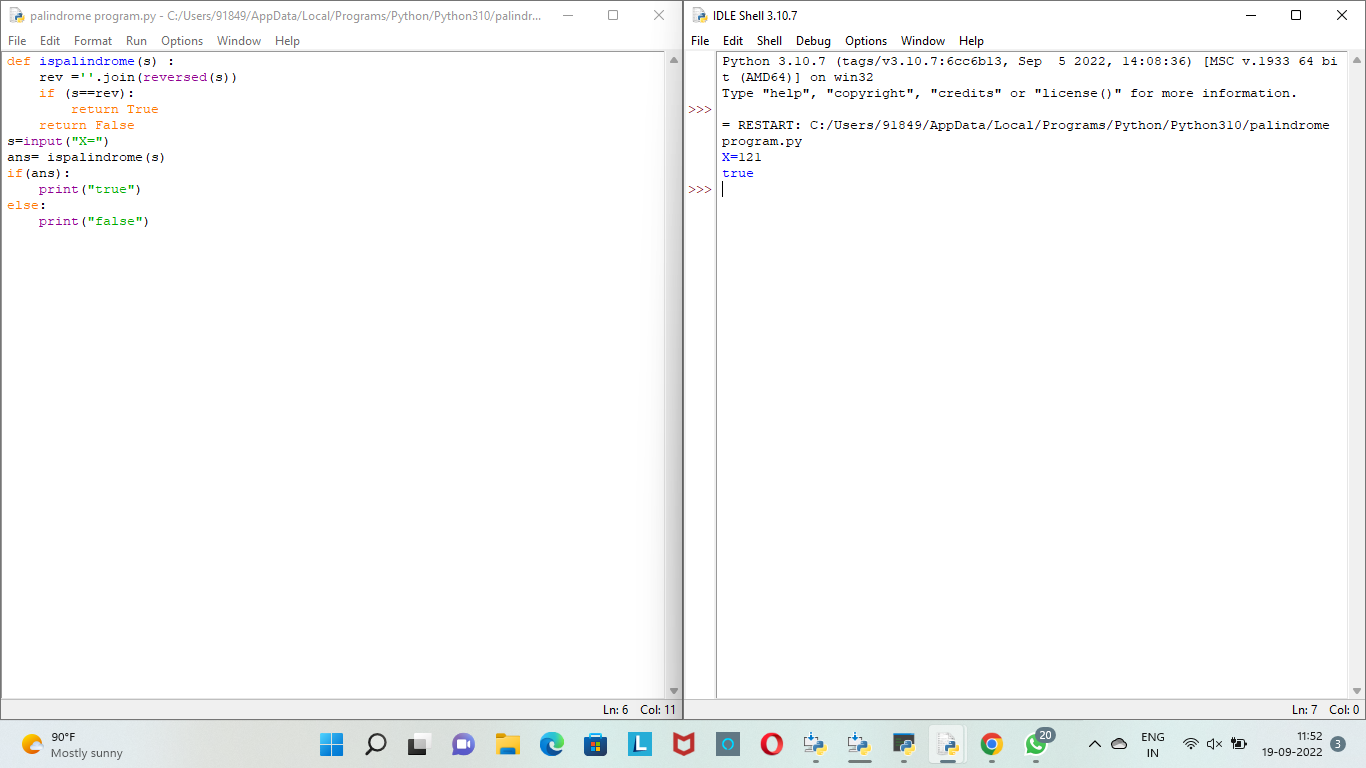 palindrome program.py - C:/Users/91849/AppData/Local/Programs/Python/Python310/palindr...
File Edit Format Run Options Window Help
def ispalindrome(s) :
    rev =''.join(reversed(s))
    if (s==rev):
        return True
    return False
s=input("X=")
ans= ispalindrome(s)
if(ans):
    print("true")
else:
    print("false")
Ln: 6 Col: 11
IDLE Shell 3.10.7
File Edit Shell Debug Options Window Help
Python 3.10.7 (tags/v3.10.7:6cc6b13, Sep  5 2022, 14:08:36) [MSC v.1933 64 bi
t (AMD64)] on win32
Type "help", "copyright", "credits" or "license()" for more information.
>>>
= RESTART: C:/Users/91849/AppData/Local/Programs/Python/Python310/palindrome
program.py
X=121
true
>>>
Ln: 7 Col: 0
90°F
Mostly sunny
L
20
ENG
IN
11:52
19-09-2022
3